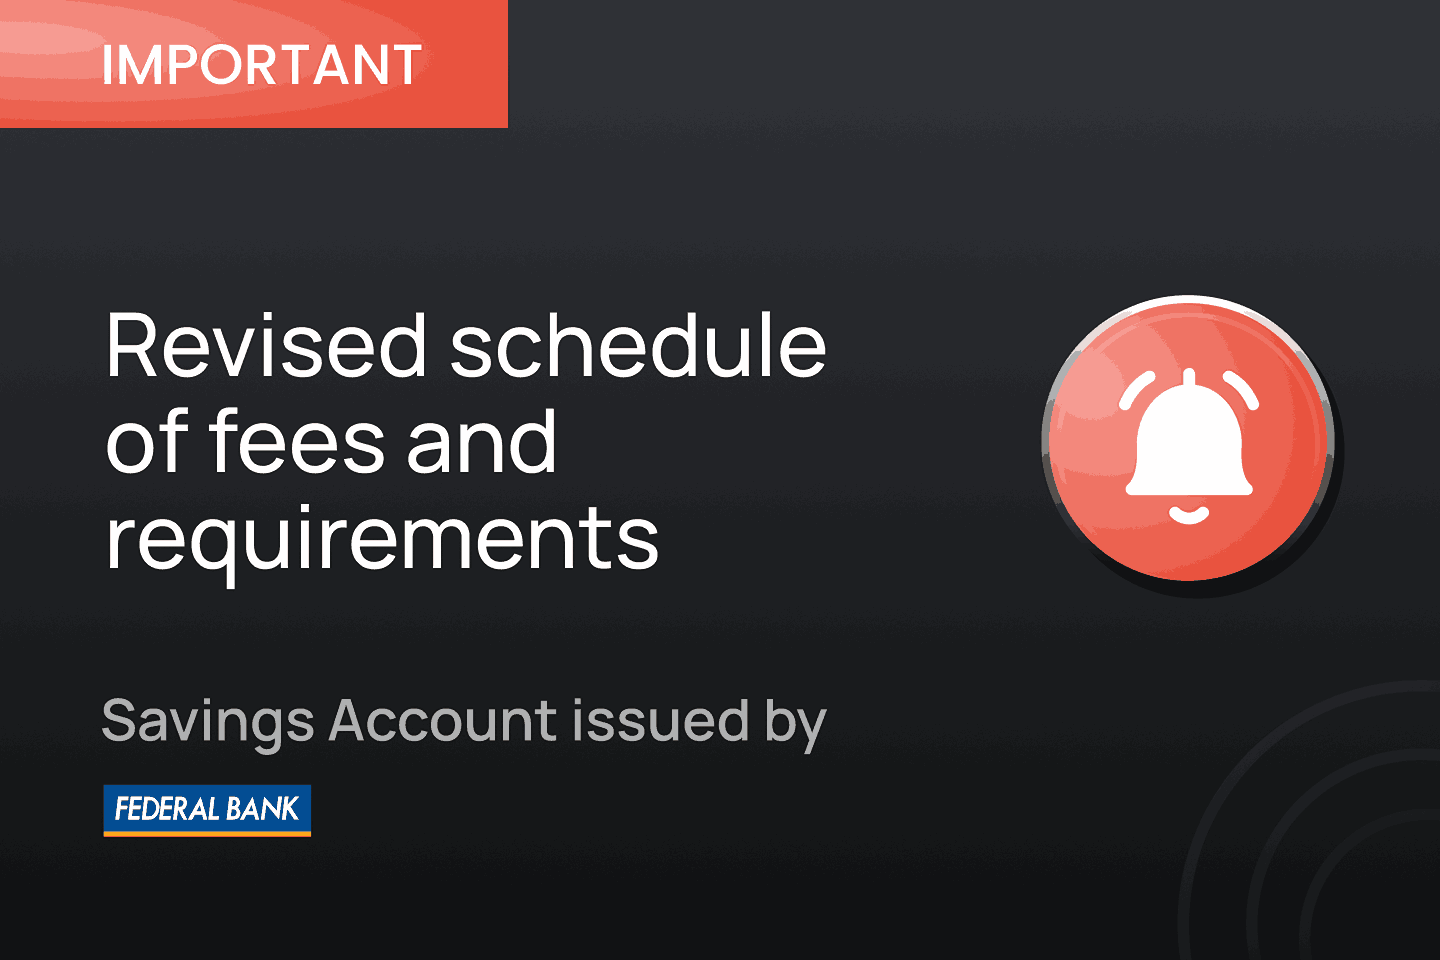 IMPORTANT
Revised schedule
of fees and
requirements
Savings Account issued by
FEDERAL BANK